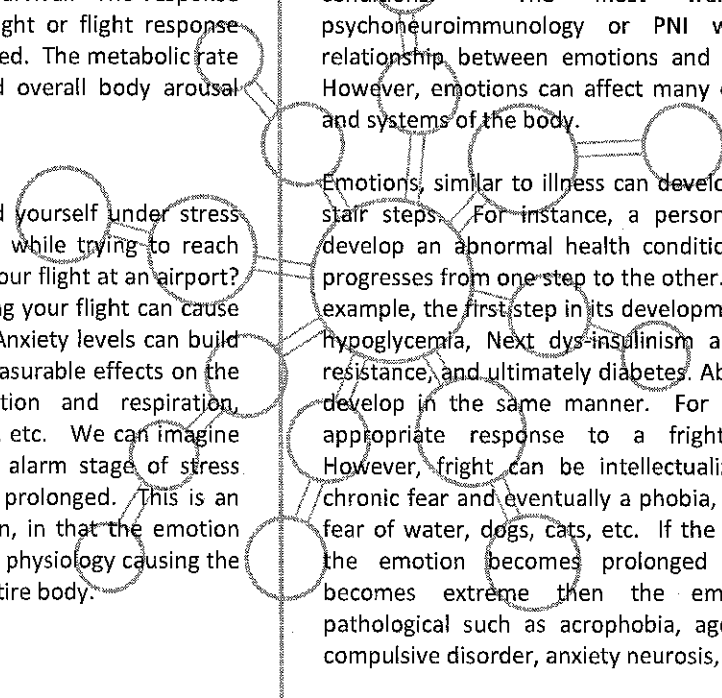 ght or flight response
ed. The metabolic rate
overall body arousal
yourself under stress
while trying to reach
our flight at an airport?
g your flight can cause
Anxiety levels can build
asurable effects on the
tion and respiration,
etc. We can imagine
alarm stage of stress
prolonged. This is an
n, in that the emotion
physiology causing the
tire body.
psychoneuroimmunology or PNI w
relationship between emotions and
However, emotions can affect many
and systems of the body.
Emotions, similar to illness can develo
stair steps. For instance, a person
develop an abnormal health conditio
progresses from one step to the other.
example, the first step in its developm
hypoglycemia, Next dys-insulinism a
resistance, and ultimately diabetes. Ab
develop in the same manner. For
appropriate response to a fright
However, fright can be intellectualiz
chronic fear and eventually a phobia,
fear of water, dogs, cats, etc. If the
the emotion becomes prolonged
becomes extreme then the em
pathological such as acrophobia, ago
compulsive disorder, anxiety neurosis,